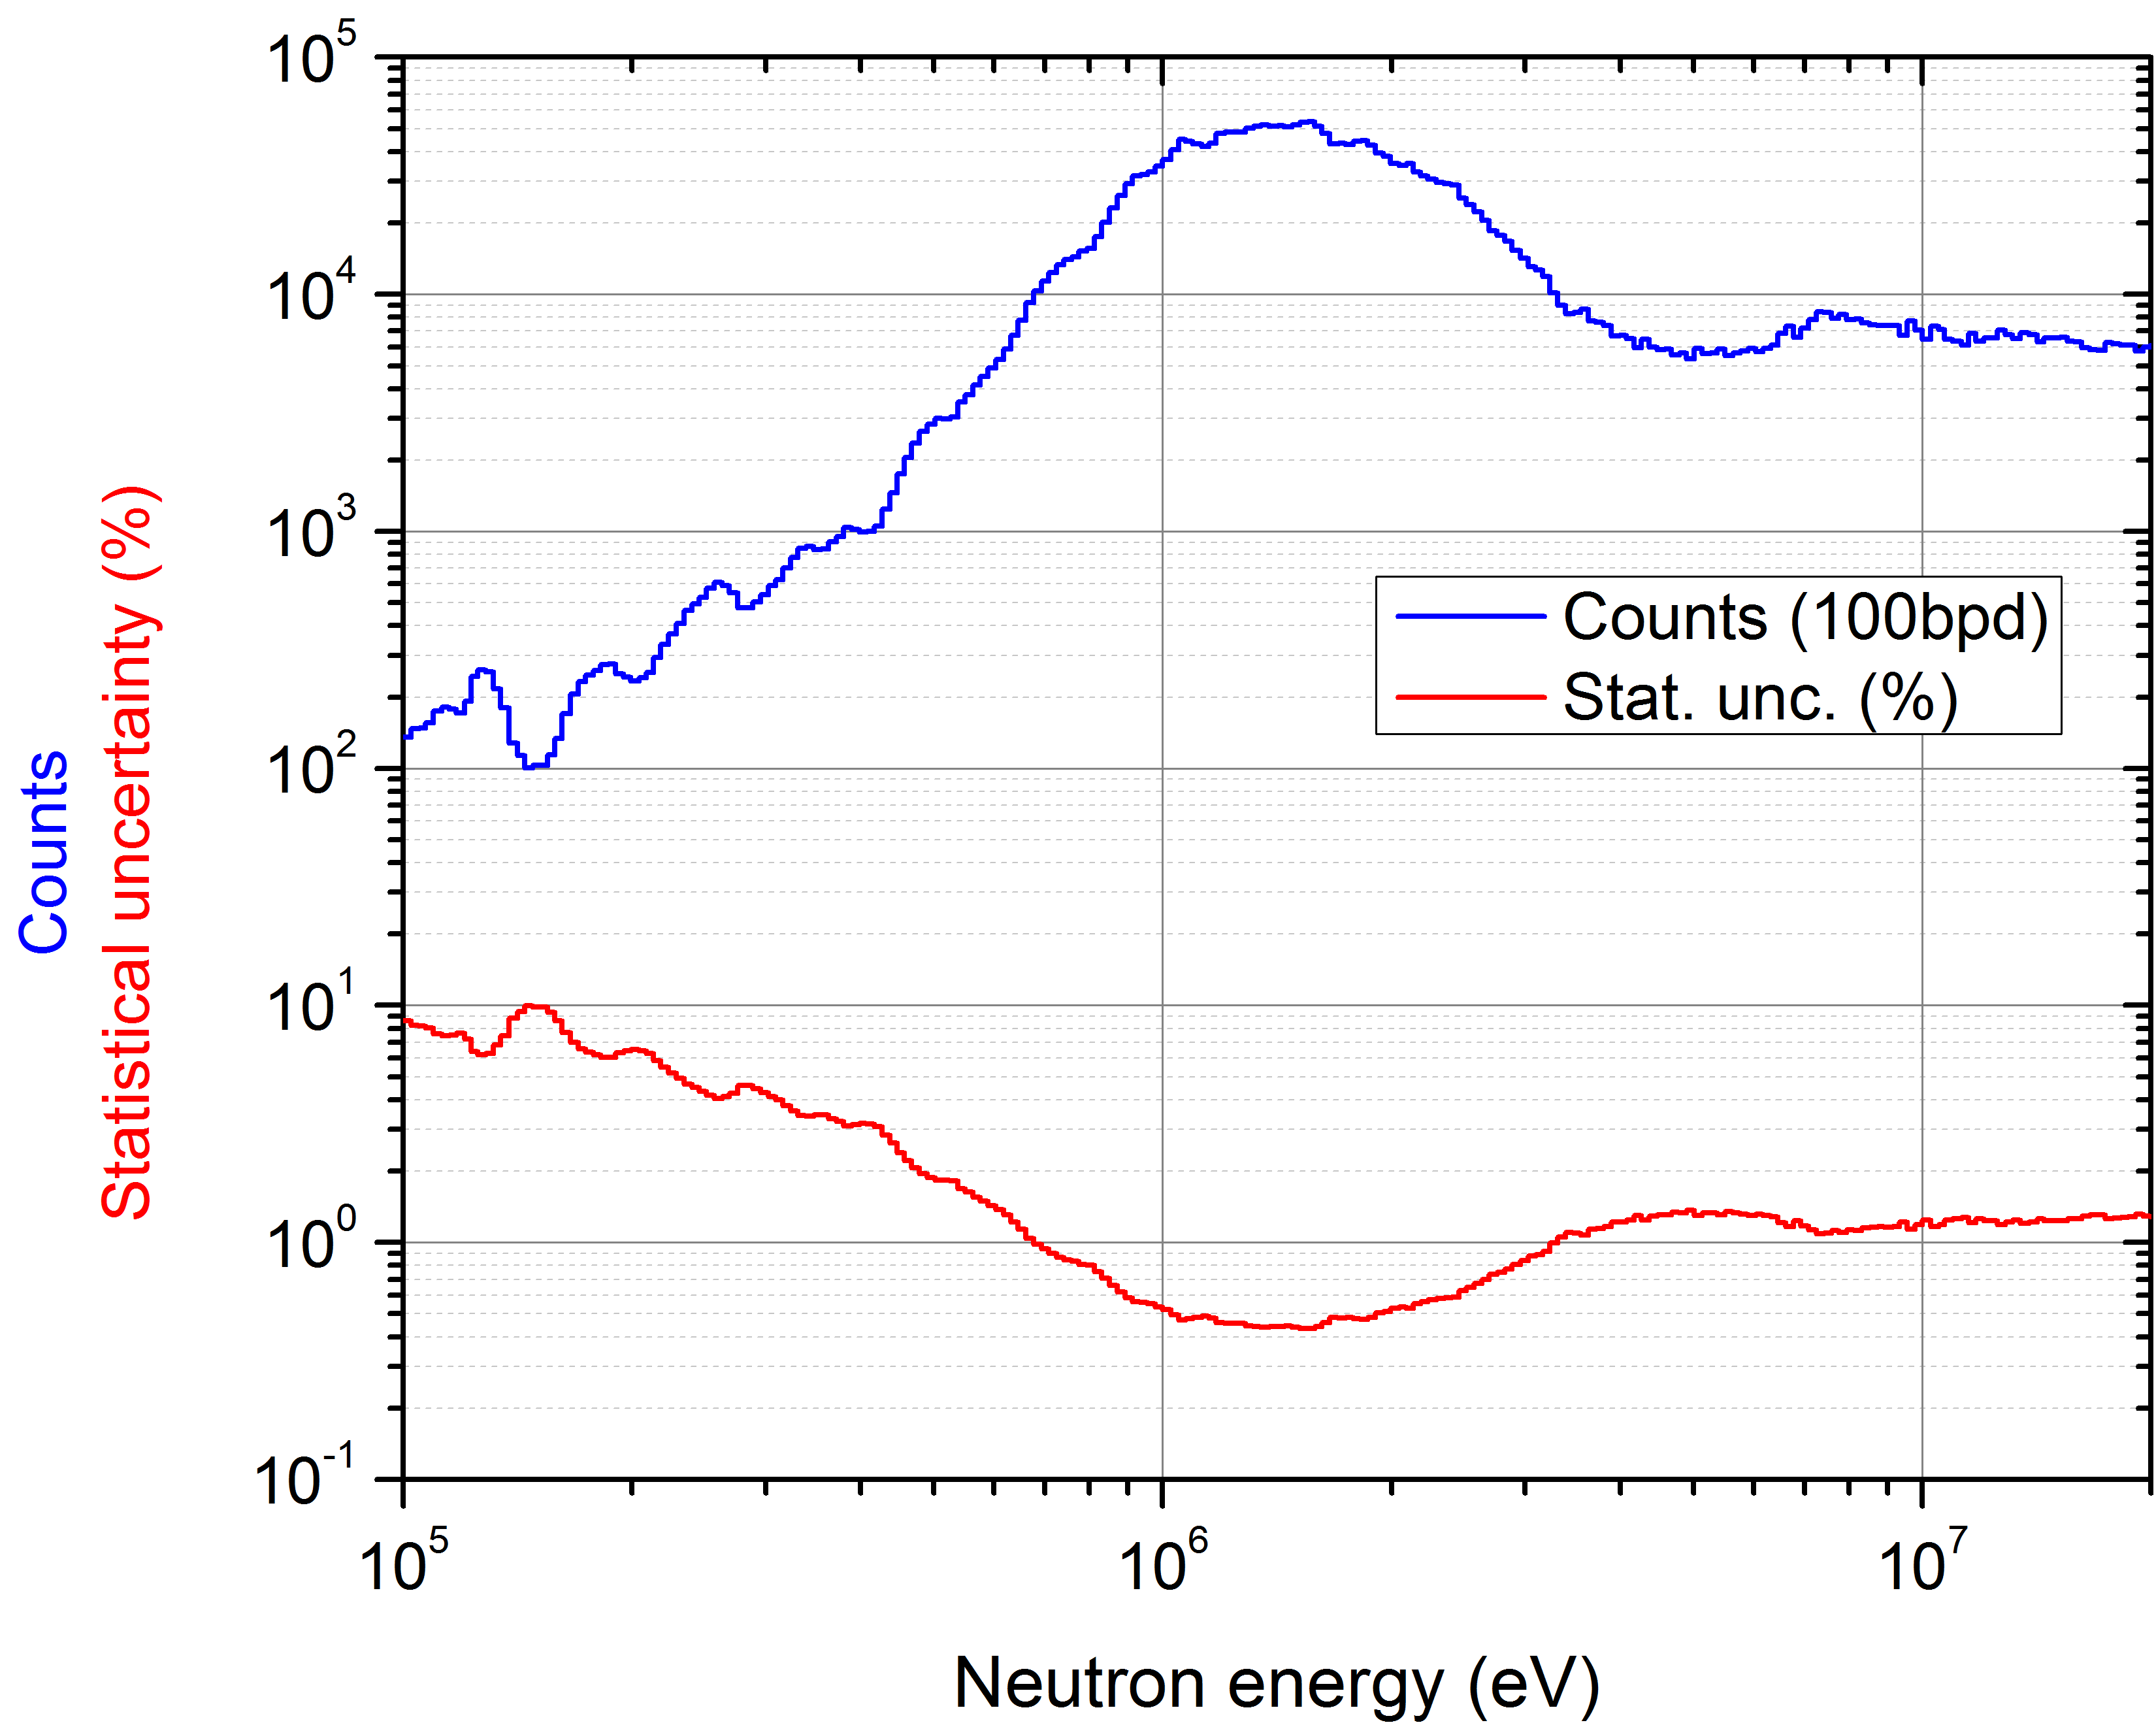 Counts
Statistical uncertainty (%)
10^5
10^4
10^3
10^2
10^1
10^0
10^-1
Counts (100bpd)
Stat. unc. (%)
10^5 10^6 10^7
Neutron energy (eV)